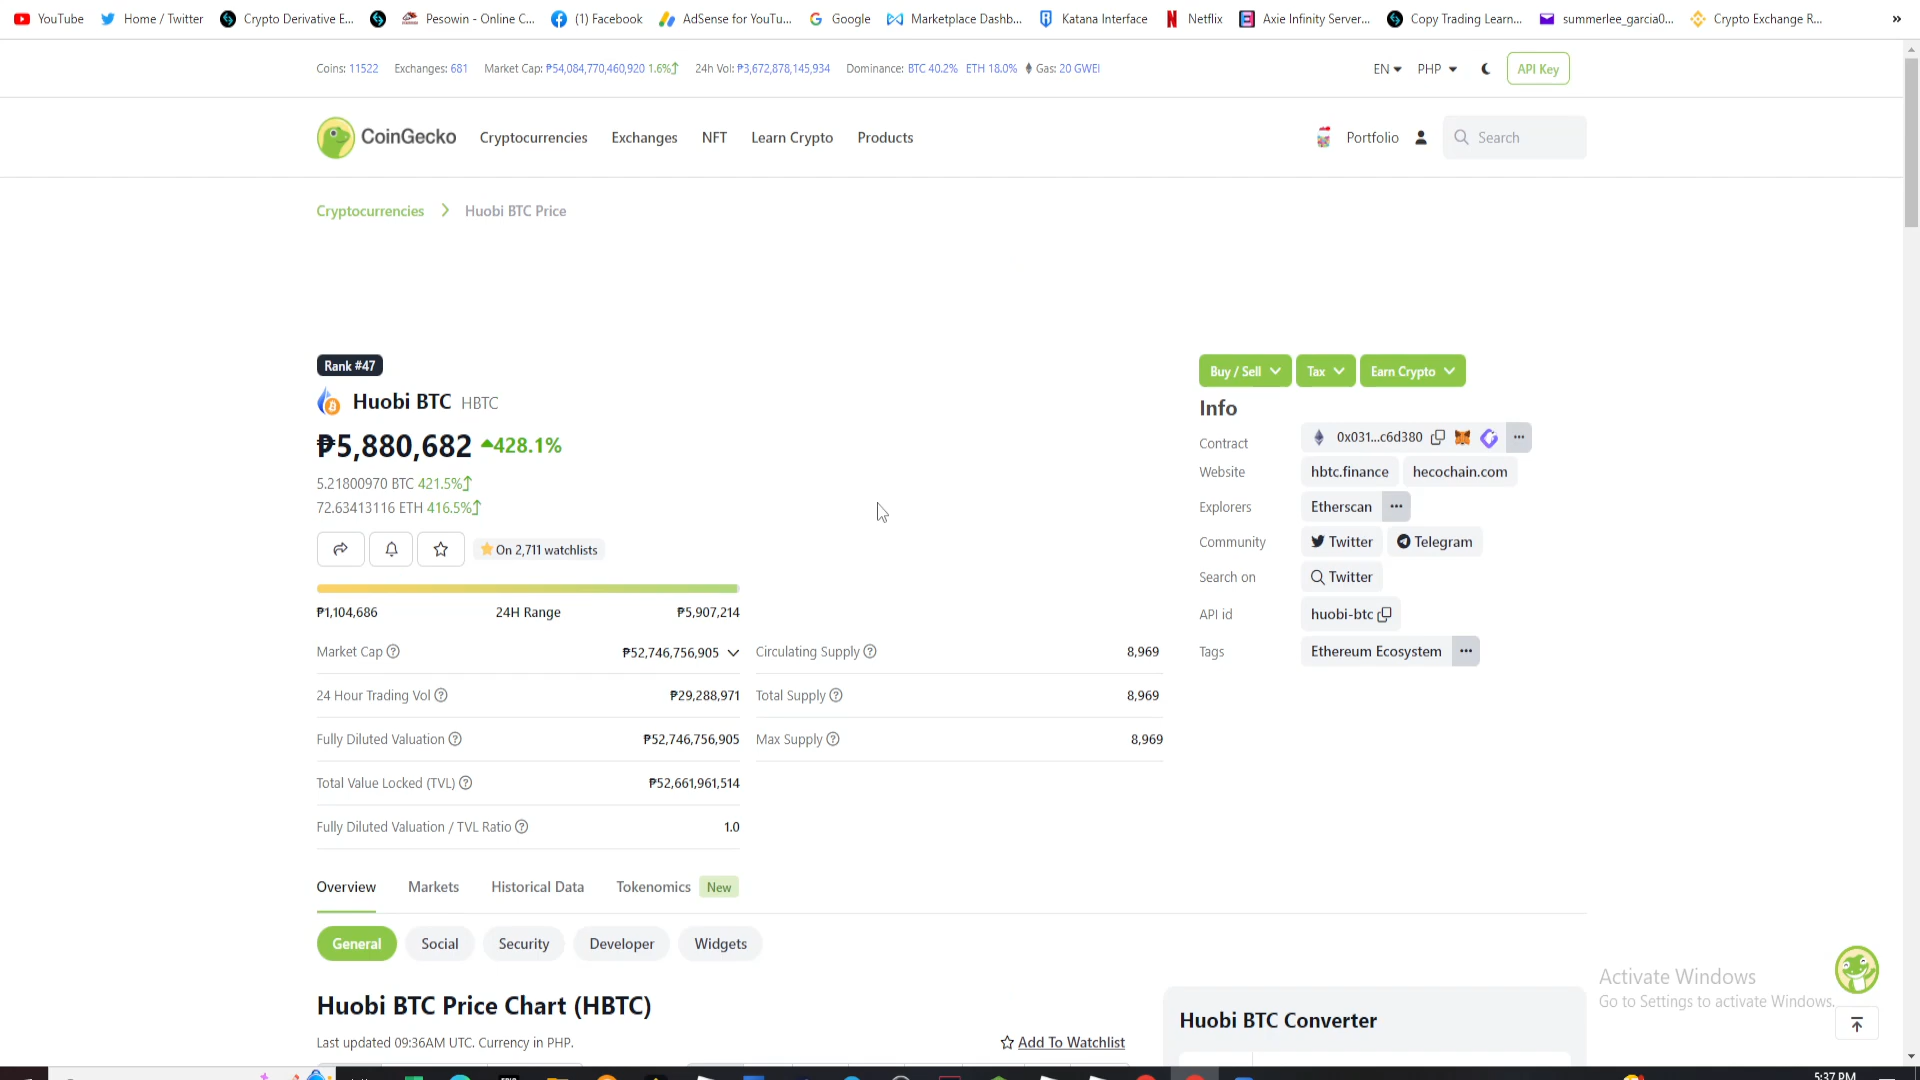 YouTube Home / Twitter Crypto Derivative E... Pesowin - Online C... (1) Facebook AdSense for YouTu... Google Marketplace Dashb... Katana Interface Netflix Axie Infinity Server... Copy Trading Learn... summerlee_garcia0... Crypto Exchange R... »
Coins: 11522 Exchanges: 681 Market Cap: ₱54,084,770,460,920 1.6% 24h Vol: ₱3,672,878,145,934 Dominance: BTC 40.2% ETH 18.0% Gas: 20 GWEI EN PHP API Key
CoinGecko Cryptocurrencies Exchanges NFT Learn Crypto Products Portfolio Search
Cryptocurrencies Huobi BTC Price
Rank #47
Buy / Sell Tax Earn Crypto
Huobi BTC HBTC
Info
₱5,880,682 428.1%
Contract 0x031...c6d380 ...
5.21800970 BTC 421.5%
Website hbtc.finance hecochain.com
72.63413116 ETH 416.5%
Explorers Etherscan ...
On 2,711 watchlists
Community Twitter Telegram
Search on Twitter
₱1,104,686 24H Range ₱5,907,214
API id huobi-btc
Market Cap ₱52,746,756,905 Circulating Supply 8,969
Tags Ethereum Ecosystem ...
24 Hour Trading Vol ₱29,288,971 Total Supply 8,969
Fully Diluted Valuation ₱52,746,756,905 Max Supply 8,969
Total Value Locked (TVL) ₱52,661,961,514
Fully Diluted Valuation / TVL Ratio 1.0
Overview Markets Historical Data Tokenomics New
General Social Security Developer Widgets
Huobi BTC Price Chart (HBTC)
Last updated 09:36AM UTC. Currency in PHP. Add To Watchlist
Huobi BTC Converter
Activate Windows
Go to Settings to activate Windows.
5:37 PM